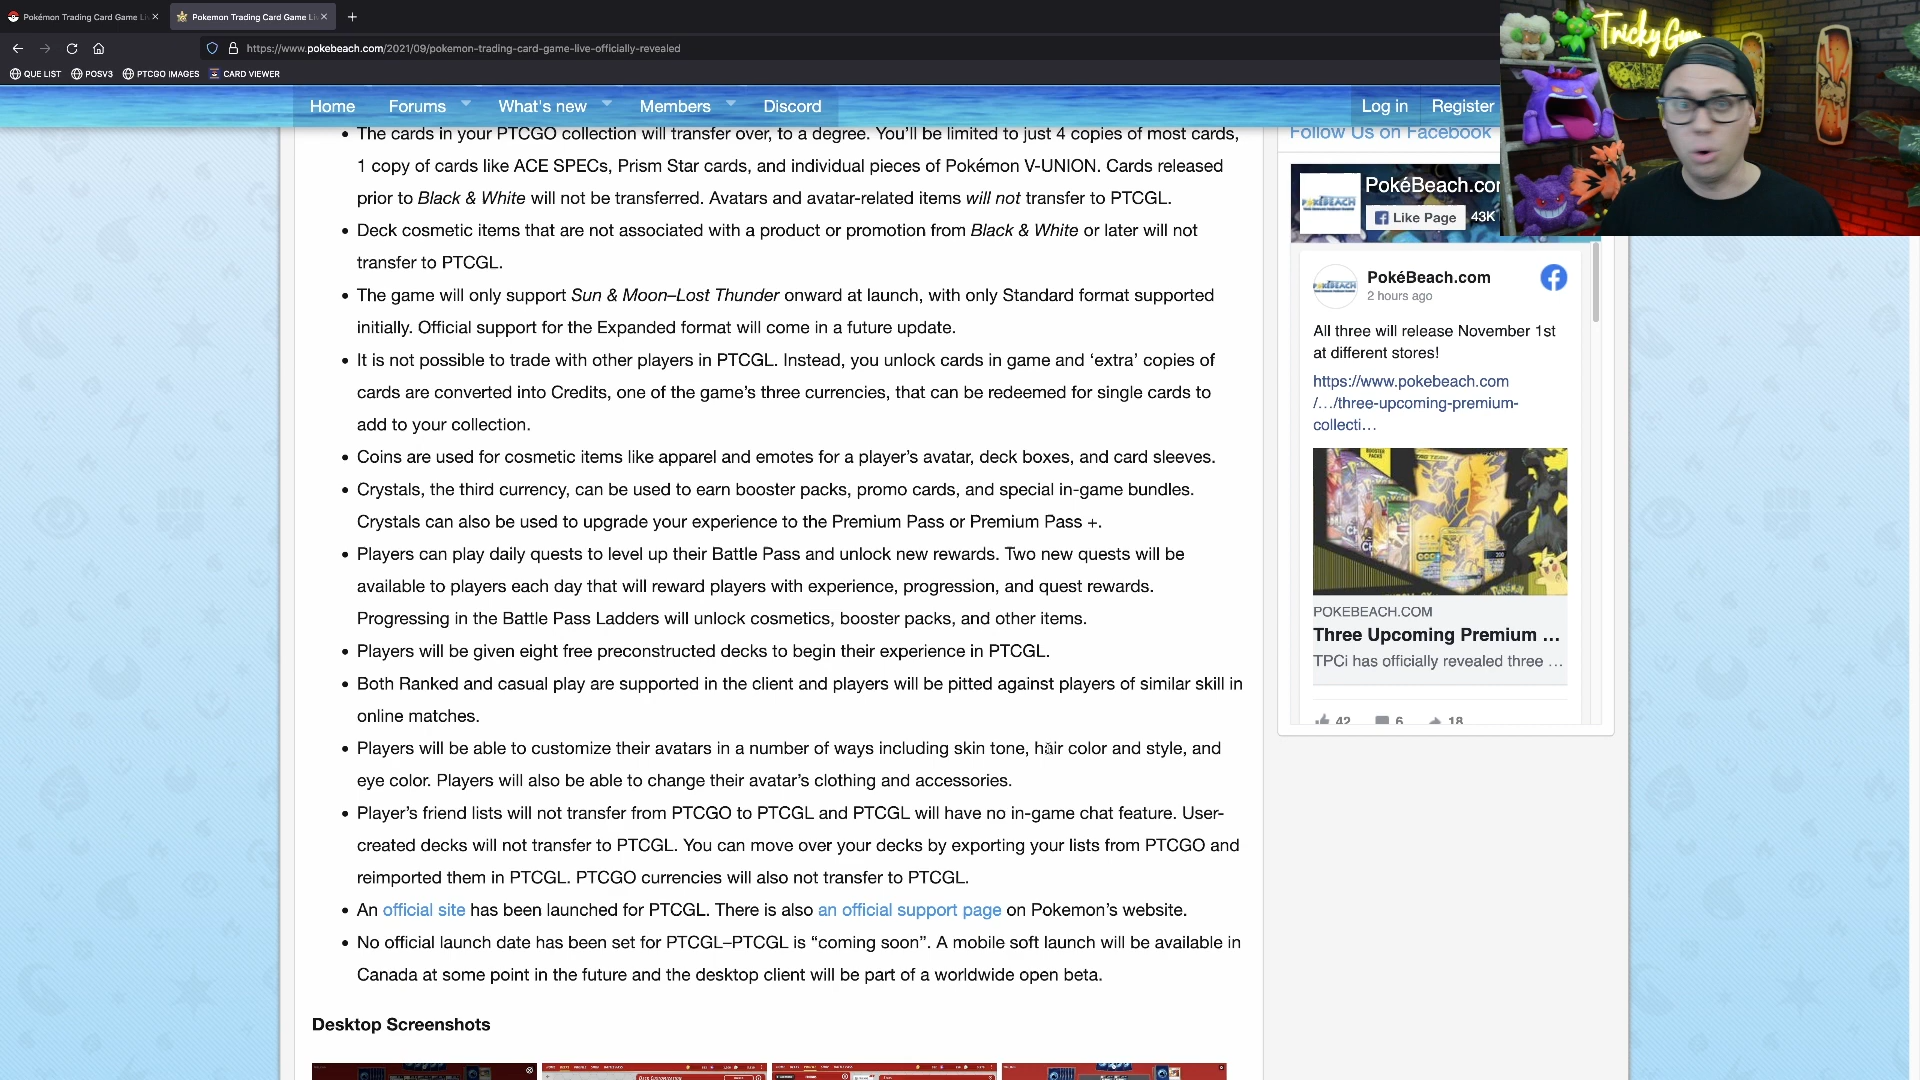 Pokémon Trading Card Game Li
Pokemon Trading Card Game Li
https://www.pokebeach.com/2021/09/pokemon-trading-card-game-live-officially-revealed
QUE LIST POSV3 PTCGO IMAGES CARD VIEWER
Home Forums What's new Members Discord Log in Register
The cards in your PTCGO collection will transfer over, to a degree. You'll be limited to just 4 copies of most cards,
1 copy of cards like ACE SPECs, Prism Star cards, and individual pieces of Pokémon V-UNION. Cards released
prior to Black & White will not be transferred. Avatars and avatar-related items will not transfer to PTCGL.
Deck cosmetic items that are not associated with a product or promotion from Black & White or later will not
transfer to PTCGL.
The game will only support Sun & Moon–Lost Thunder onward at launch, with only Standard format supported
initially. Official support for the Expanded format will come in a future update.
It is not possible to trade with other players in PTCGL. Instead, you unlock cards in game and ‘extra’ copies of
cards are converted into Credits, one of the game’s three currencies, that can be redeemed for single cards to
add to your collection.
Coins are used for cosmetic items like apparel and emotes for a player’s avatar, deck boxes, and card sleeves.
Crystals, the third currency, can be used to earn booster packs, promo cards, and special in-game bundles.
Crystals can also be used to upgrade your experience to the Premium Pass or Premium Pass +.
Players can play daily quests to level up their Battle Pass and unlock new rewards. Two new quests will be
available to players each day that will reward players with experience, progression, and quest rewards.
Progressing in the Battle Pass Ladders will unlock cosmetics, booster packs, and other items.
Players will be given eight free preconstructed decks to begin their experience in PTCGL.
Both Ranked and casual play are supported in the client and players will be pitted against players of similar skill in
online matches.
Players will be able to customize their avatars in a number of ways including skin tone, hair color and style, and
eye color. Players will also be able to change their avatar’s clothing and accessories.
Player’s friend lists will not transfer from PTCGO to PTCGL and PTCGL will have no in-game chat feature. User-
created decks will not transfer to PTCGL. You can move over your decks by exporting your lists from PTCGO and
reimported them in PTCGL. PTCGO currencies will also not transfer to PTCGL.
An official site has been launched for PTCGL. There is also an official support page on Pokemon’s website.
No official launch date has been set for PTCGL–PTCGL is “coming soon”. A mobile soft launch will be available in
Canada at some point in the future and the desktop client will be part of a worldwide open beta.
Desktop Screenshots
Follow Us on Facebook
PokéBeach.cor
Like Page 43K
PokéBeach.com
2 hours ago
All three will release November 1st
at different stores!
https://www.pokebeach.com
/…/three-upcoming-premium-
collecti…
POKEBEACH.COM
Three Upcoming Premium ...
TPCi has officially revealed three ...
42 6 18
TrickyGym